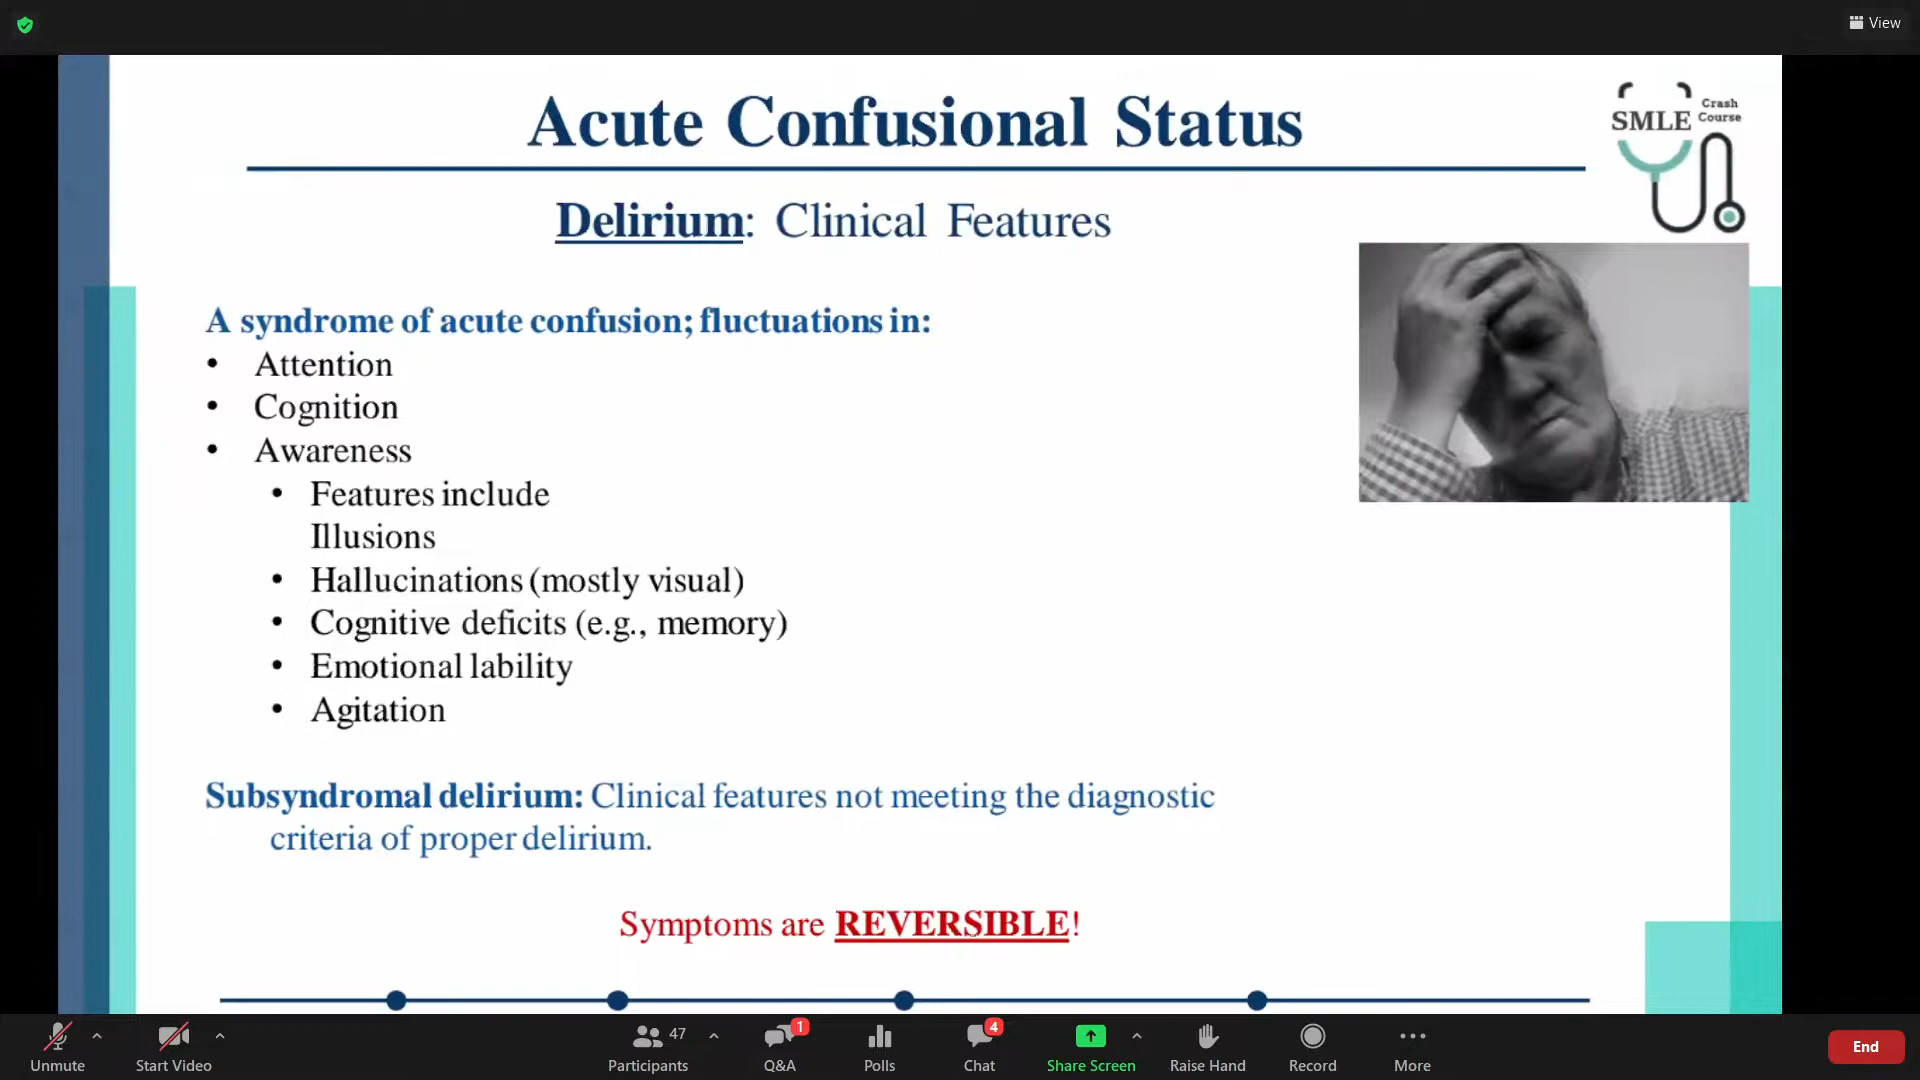 View
Acute Confusional Status
SMLE Crash Course
Delirium: Clinical Features
A syndrome of acute confusion; fluctuations in:
• Attention
• Cognition
• Awareness
• Features include
Illusions
• Hallucinations (mostly visual)
• Cognitive deficits (e.g., memory)
• Emotional lability
• Agitation
Subsyndromal delirium: Clinical features not meeting the diagnostic
criteria of proper delirium.
Symptoms are REVERSIBLE!
47
1
4
Unmute
Start Video
Participants
Q&A
Polls
Chat
Share Screen
Raise Hand
Record
More
End